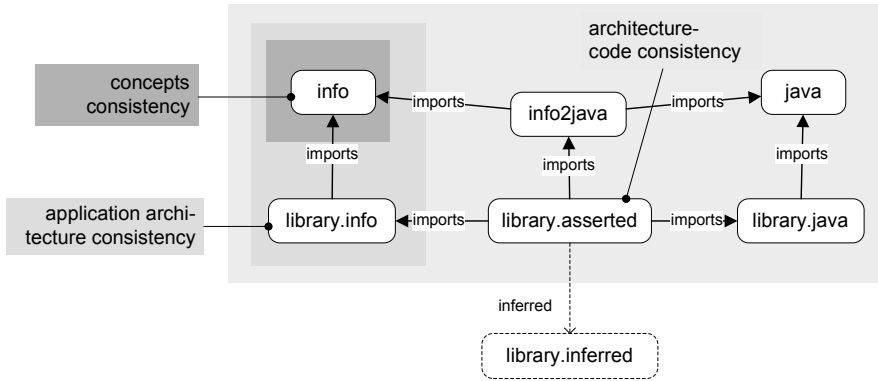 architecture-
code consistency
concepts
consistency
info
imports
info2java
imports
java
imports
imports
imports
application archi-
tecture consistency
library.info
imports
library.asserted
imports
library.java
inferred
library.inferred